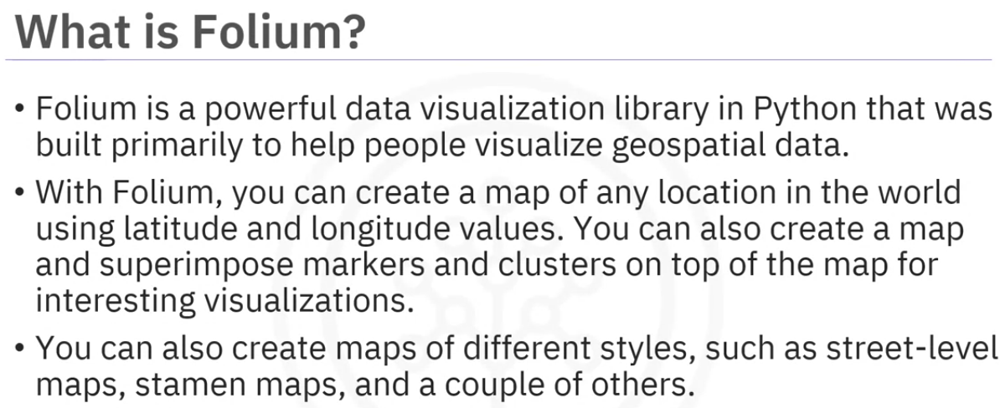 What is Folium?
• Folium is a powerful data visualization library in Python that was
built primarily to help people visualize geospatial data.
• With Folium, you can create a map of any location in the world
using latitude and longitude values. You can also create a map
and superimpose markers and clusters on top of the map for
interesting visualizations.
• You can also create maps of different styles, such as street-level
maps, stamen maps, and a couple of others.